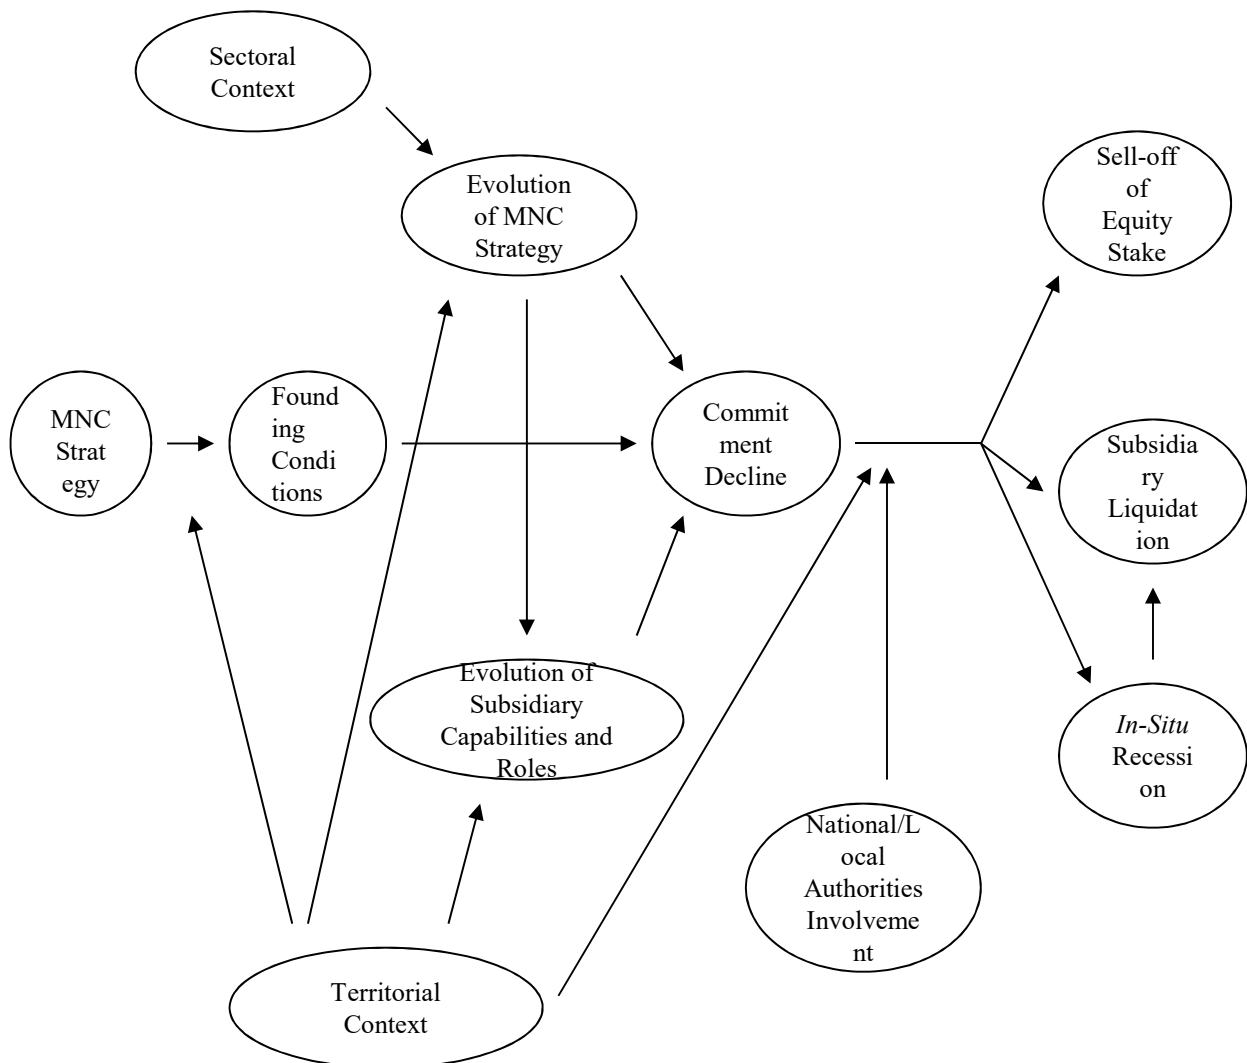 Sectoral
Context
Evolution
of MNC
Strategy
Sell-off
of
Equity
Stake
MNC
Strat
egy
Found
ing
Condi
tions
Commit
ment
Decline
Subsidia
ry
Liquidat
ion
Evolution of
Subsidiary
Capabilities and
Roles
In-Situ
Recessi
on
National/L
ocal
Authorities
Involveme
nt
Territorial
Context